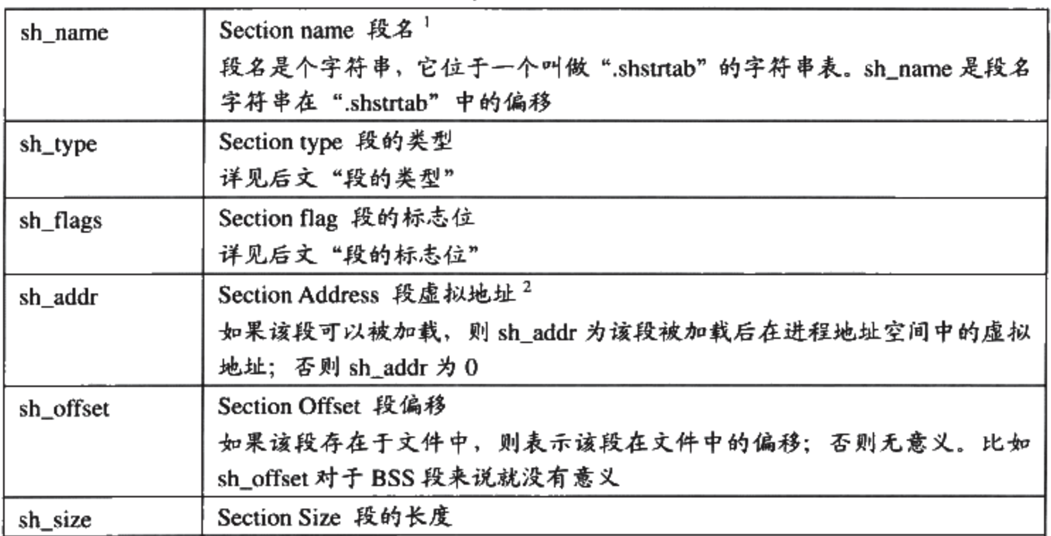 sh_name
Section name 段名 1
段名是个字符串，它位于一个叫做“.shstrtab”的字符串表。sh_name 是段名
字符串在“.shstrtab”中的偏移
sh_type
Section type 段的类型
详见后文“段的类型”
sh_flags
Section flag 段的标志位
详见后文“段的标志位”
sh_addr
Section Address 段虚拟地址 2
如果该段可以被加载，则 sh_addr 为该段被加载后在进程地址空间中的虚拟
地址；否则 sh_addr 为 0
sh_offset
Section Offset 段偏移
如果该段存在于文件中，则表示该段在文件中的偏移；否则无意义。比如
sh_offset 对于 BSS 段来说就没有意义
sh_size
Section Size 段的长度